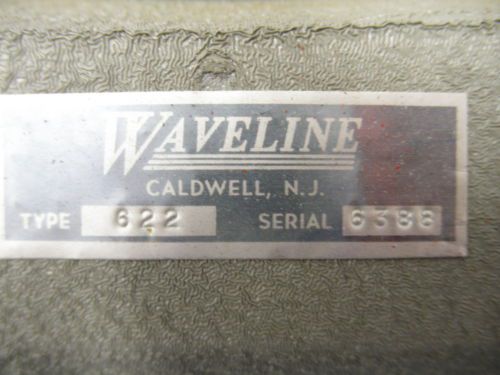 WAVELINE
CALDWELL, N.J.
TYPE 622 SERIAL 6388